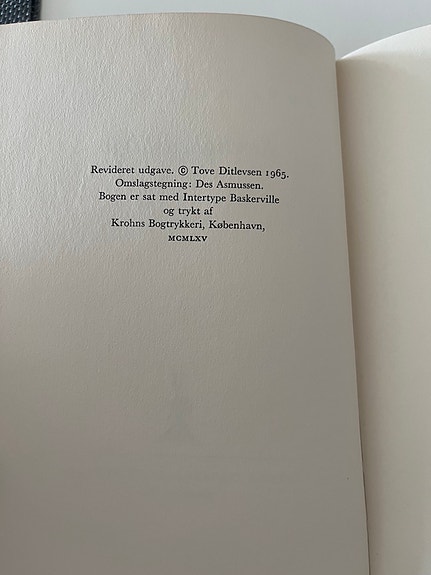 Revideret udgave. © Tove Ditlevsen 1965.
Omslagstegning: Des Asmussen.
Bogen er sat med Intertype Baskerville
og trykt af
Krohns Bogtrykkeri, København,
MCMLXV